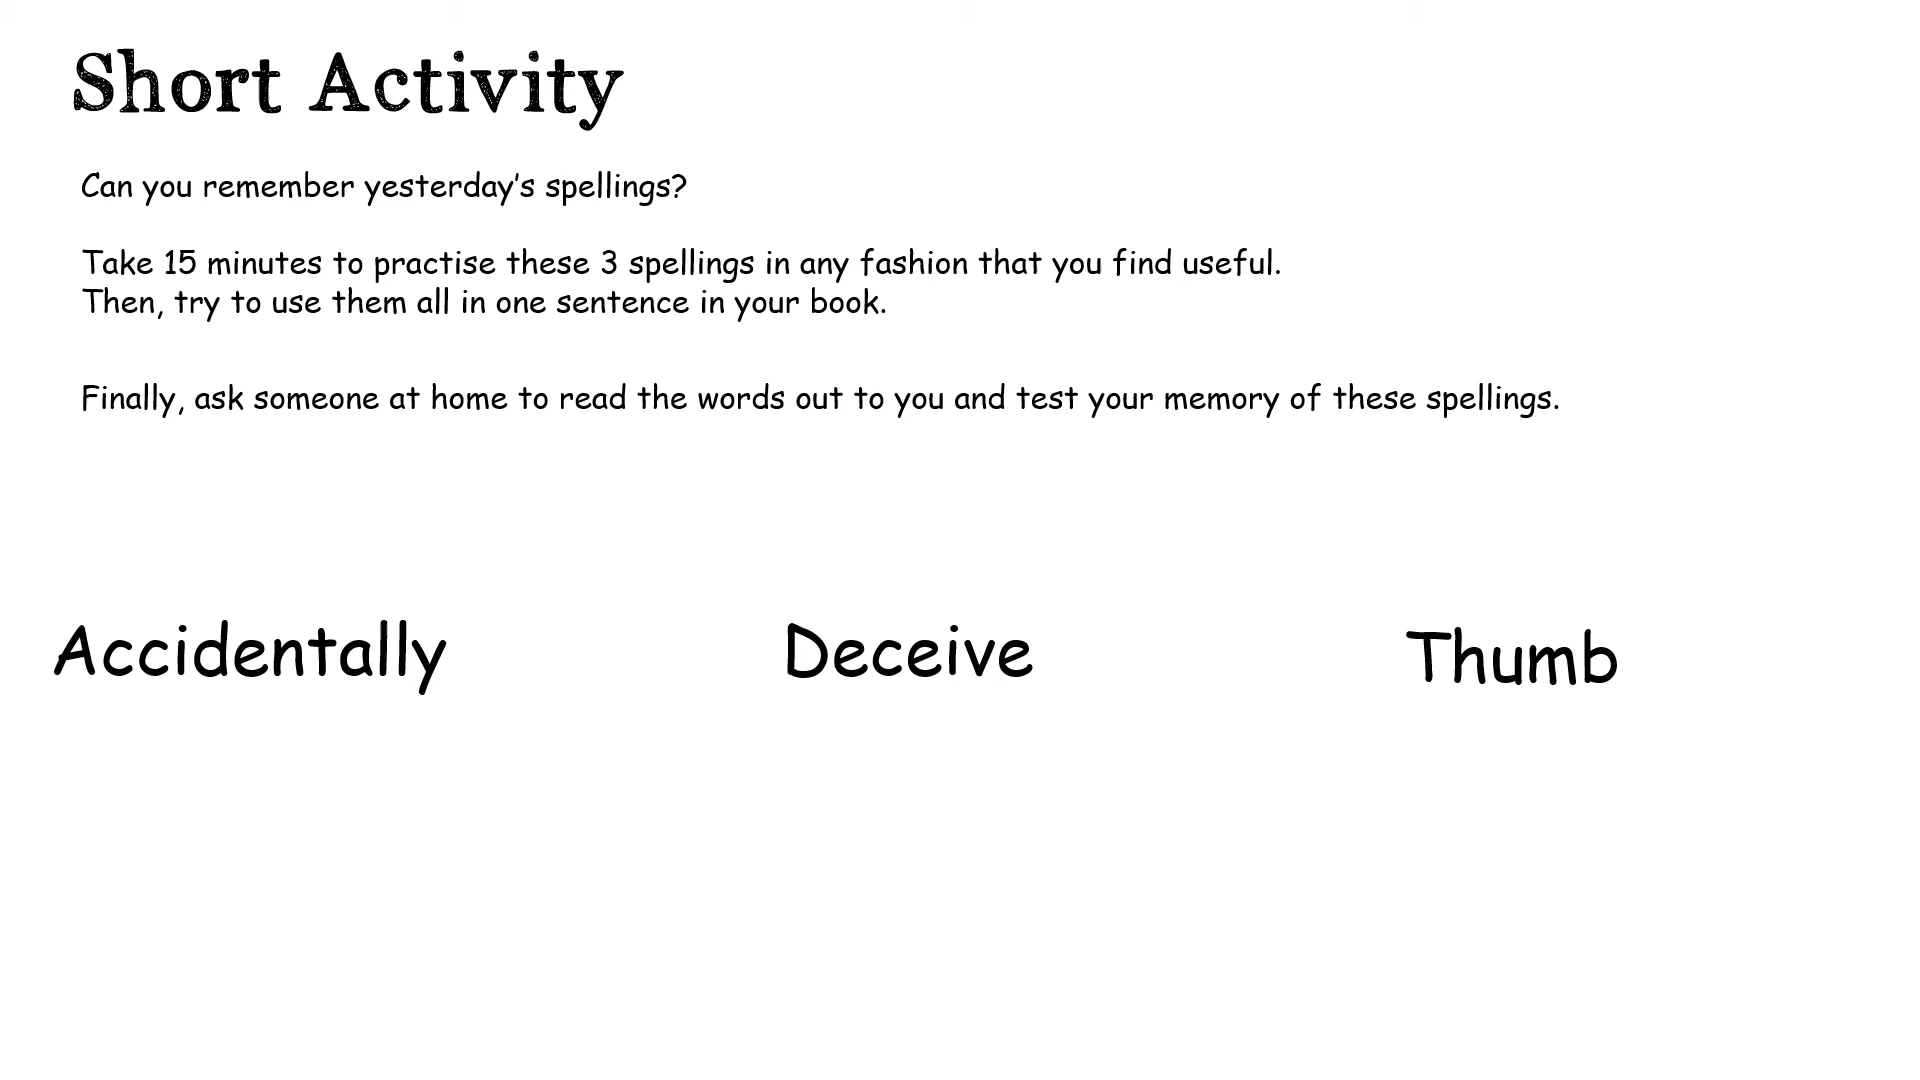 Short Activity
Can you remember yesterday’s spellings?
Take 15 minutes to practise these 3 spellings in any fashion that you find useful.
Then, try to use them all in one sentence in your book.
Finally, ask someone at home to read the words out to you and test your memory of these spellings.
Accidentally Deceive Thumb